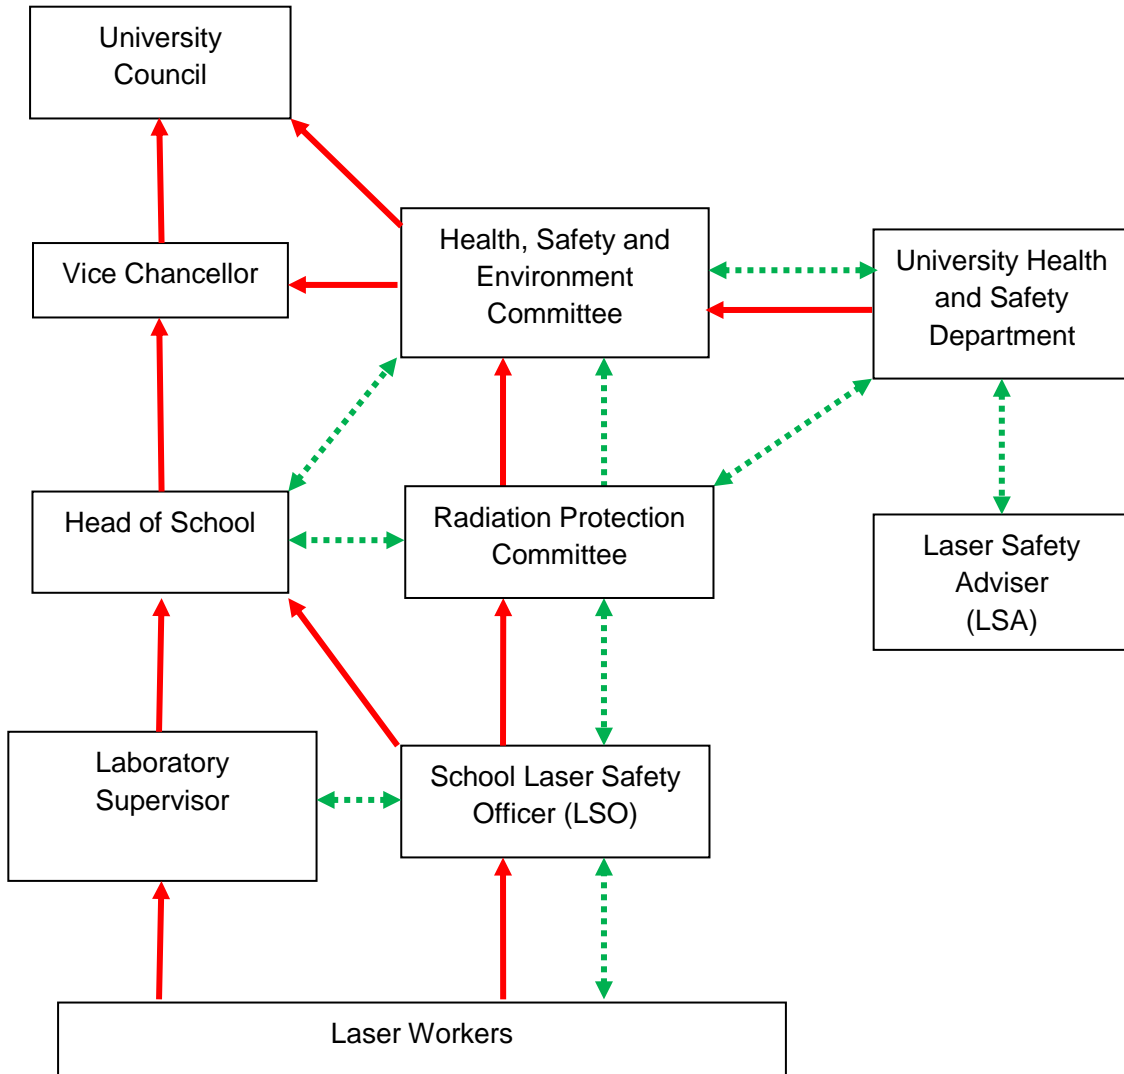 University
Council
Health, Safety and
Environment
Committee
University Health
and Safety
Department
Vice Chancellor
Head of School
Radiation Protection
Committee
Laser Safety
Adviser
(LSA)
Laboratory
Supervisor
School Laser Safety
Officer (LSO)
Laser Workers